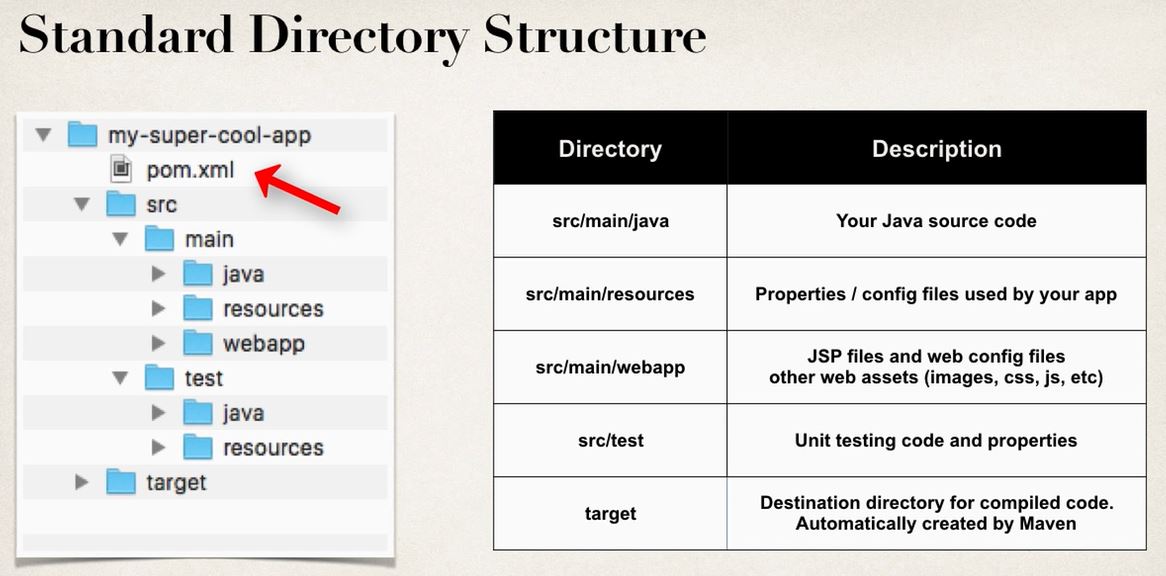 Standard Directory Structure
my-super-cool-app
pom.xml
src
main
java
resources
webapp
test
java
resources
target
Directory Description
src/main/java Your Java source code
src/main/resources Properties / config files used by your app
src/main/webapp JSP files and web config files
other web assets (images, css, js, etc)
src/test Unit testing code and properties
target Destination directory for compiled code.
Automatically created by Maven